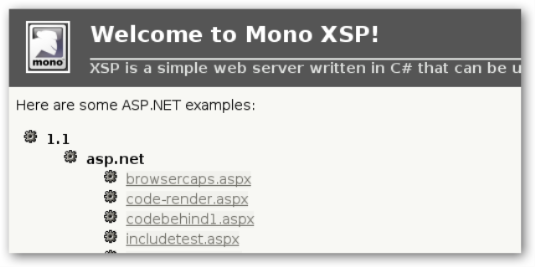 Welcome to Mono XSP!
mono
XSP is a simple web server written in C# that can be u
Here are some ASP.NET examples:
1.1
asp.net
browsercaps.aspx
code-render.aspx
codebehind1.aspx
includetest.aspx